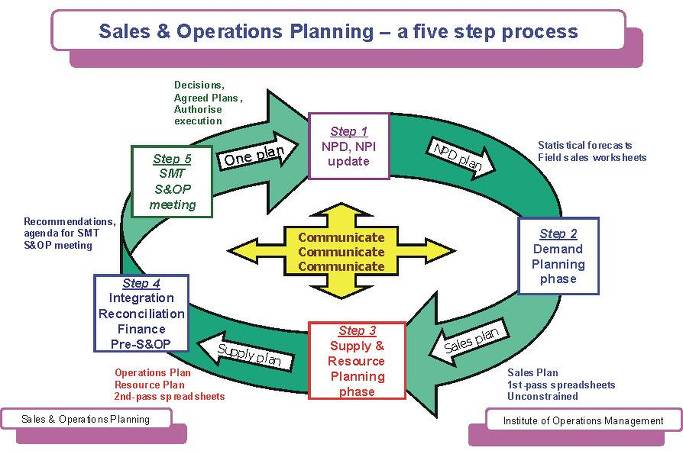 Sales & Operations Planning – a five step process
Decisions,
Agreed Plans,
Authorise
execution
Step 1
NPD, NPI
update
NPD plan
Statistical forecasts
Field sales worksheets
Step 5
SMT
S&OP
meeting
One plan
Step 2
Demand
Planning
phase
Recommendations,
agenda for SMT
S&OP meeting
Communicate
Communicate
Communicate
Step 4
Integration
Reconciliation
Finance
Pre-S&OP
Step 3
Supply &
Resource
Planning
phase
Supply plan
Sales plan
Operations Plan
Resource Plan
2nd-pass spreadsheets
Sales Plan
1st-pass spreadsheets
Unconstrained
Sales & Operations Planning
Institute of Operations Management